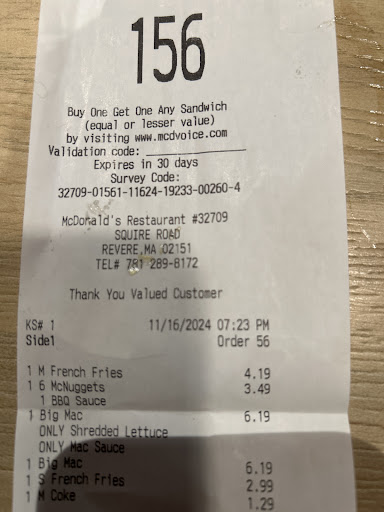 156
Buy One Get One Any Sandwich
(equal or lesser value)
by visiting www.mcdvoice.com
Validation code: _______________
Expires in 30 days
Survey Code:
32709-01561-11624-19233-00260-4
McDonald's Restaurant #32709
SQUIRE ROAD
REVERE,MA 02151
TEL# 781 289-8172
Thank You Valued Customer
KS# 1 11/16/2024 07:23 PM
Side1 Order 56
1 M French Fries 4.19
1 6 McNuggets 3.49
1 BBQ Sauce
1 Big Mac 6.19
ONLY Shredded Lettuce
ONLY Mac Sauce
1 Big Mac 6.19
1 S French Fries 2.99
1 M Coke 1.29